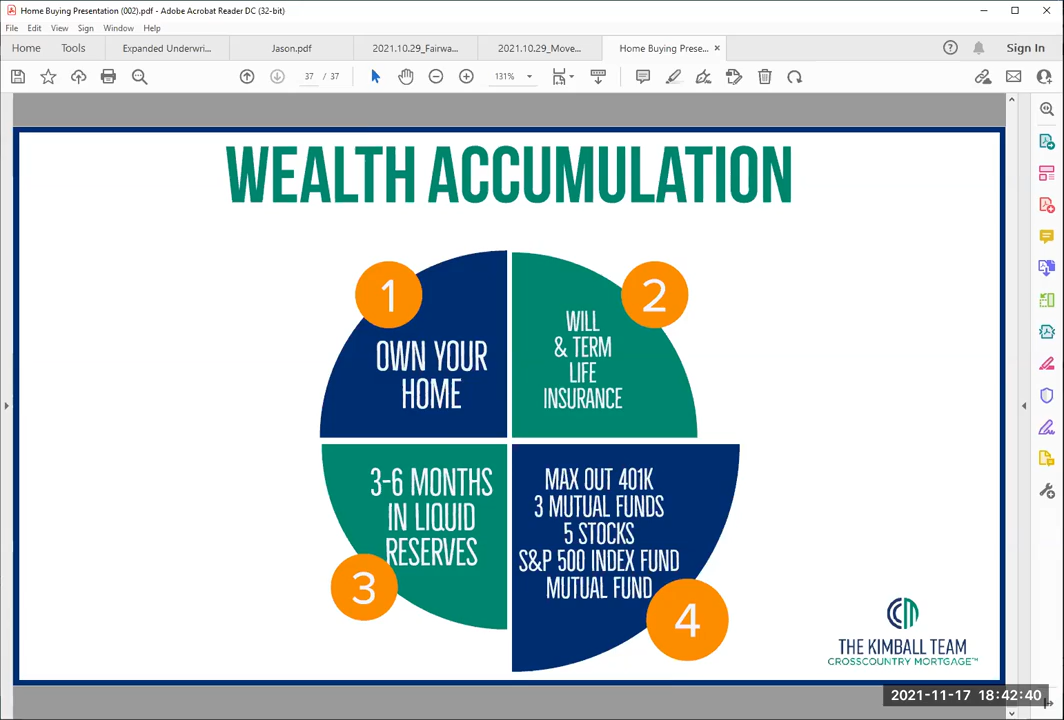 Home Buying Presentation (002).pdf - Adobe Acrobat Reader DC (32-bit)
File Edit View Sign Window Help
Home Tools Expanded Underwri... Jason.pdf 2021.10.29_Fairwa... 2021.10.29_Move... Home Buying Prese... ×
Sign In
37 / 37
131%
WEALTH ACCUMULATION
1
OWN YOUR
HOME
2
WILL
& TERM
LIFE
INSURANCE
3-6 MONTHS
IN LIQUID
RESERVES
3
MAX OUT 401K
3 MUTUAL FUNDS
5 STOCKS
S&P 500 INDEX FUND
MUTUAL FUND
4
THE KIMBALL TEAM
CROSSCOUNTRY MORTGAGE™
2021-11-17 18:42:40